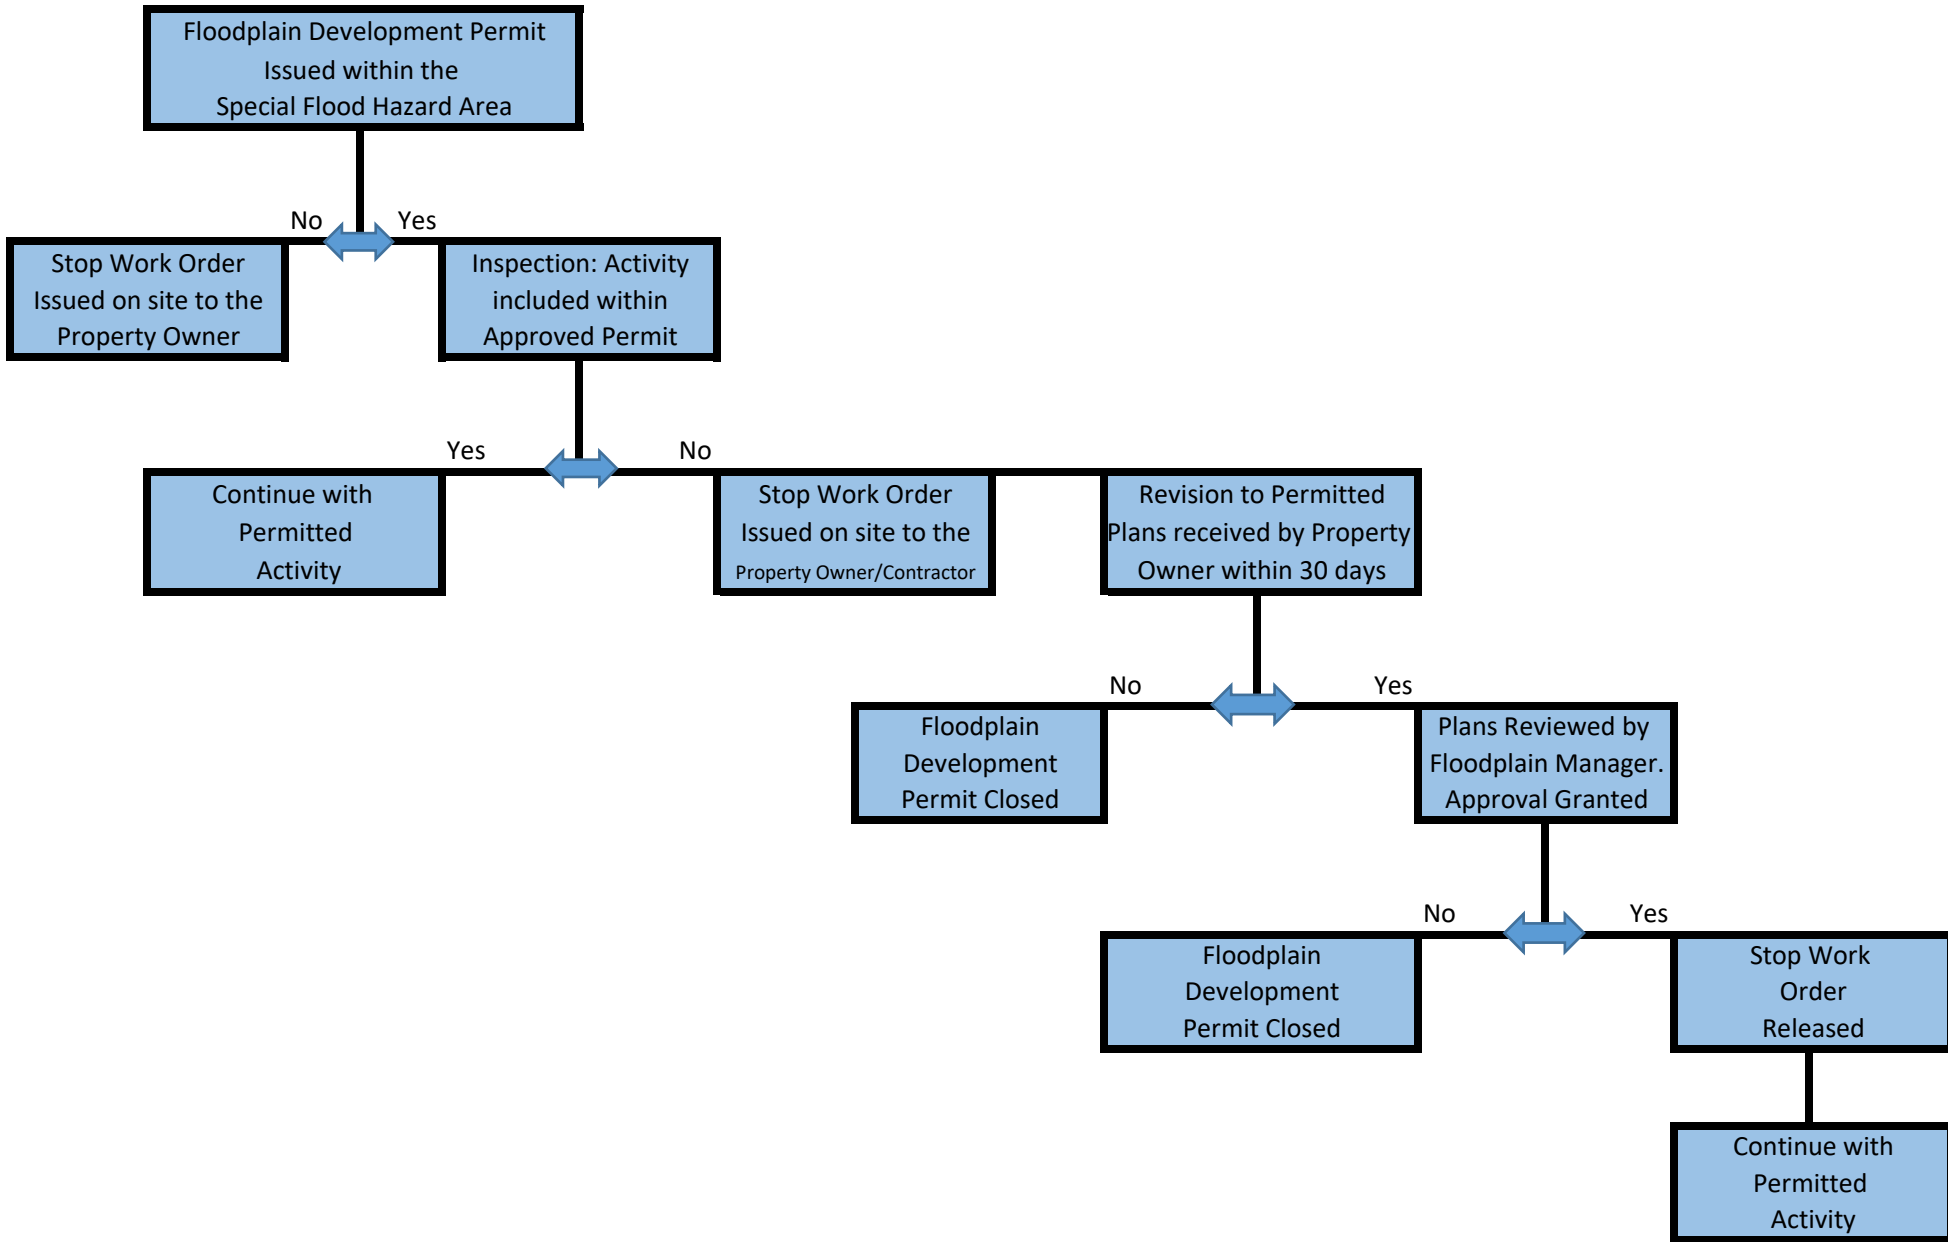 Floodplain Development Permit
Issued within the
Special Flood Hazard Area
No
Yes
Stop Work Order
Issued on site to the
Property Owner
Inspection: Activity
included within
Approved Permit
Yes
No
Continue with
Permitted
Activity
Stop Work Order
Issued on site to the
Property Owner/Contractor
Revision to Permitted
Plans received by Property
Owner within 30 days
No
Yes
Floodplain
Development
Permit Closed
Plans Reviewed by
Floodplain Manager.
Approval Granted
No
Yes
Floodplain
Development
Permit Closed
Stop Work
Order
Released
Continue with
Permitted
Activity